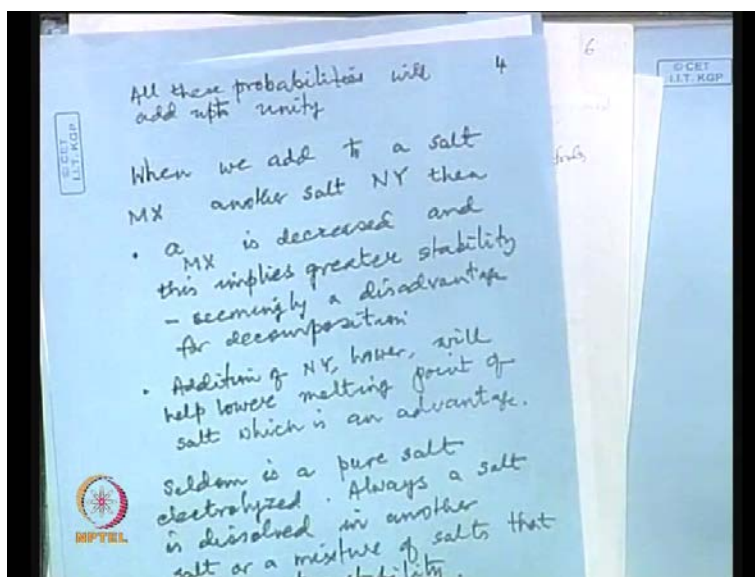 4
All these probabilities will
add upto unity
When we add to a salt
MX another salt NY then
• a MX is decreased and
this implies greater stability
- seemingly a disadvantage
for decomposition.
• Addition of NY, hower, will
help lower melting point of
salt which is an advantage.
Seldom is a pure salt
electrolyzed. Always a salt
is dissolved in another
salt or a mixture of salts that
stability.
© CET
I.I.T. KGP
6
© CET
I.I.T. KGP
NPTEL